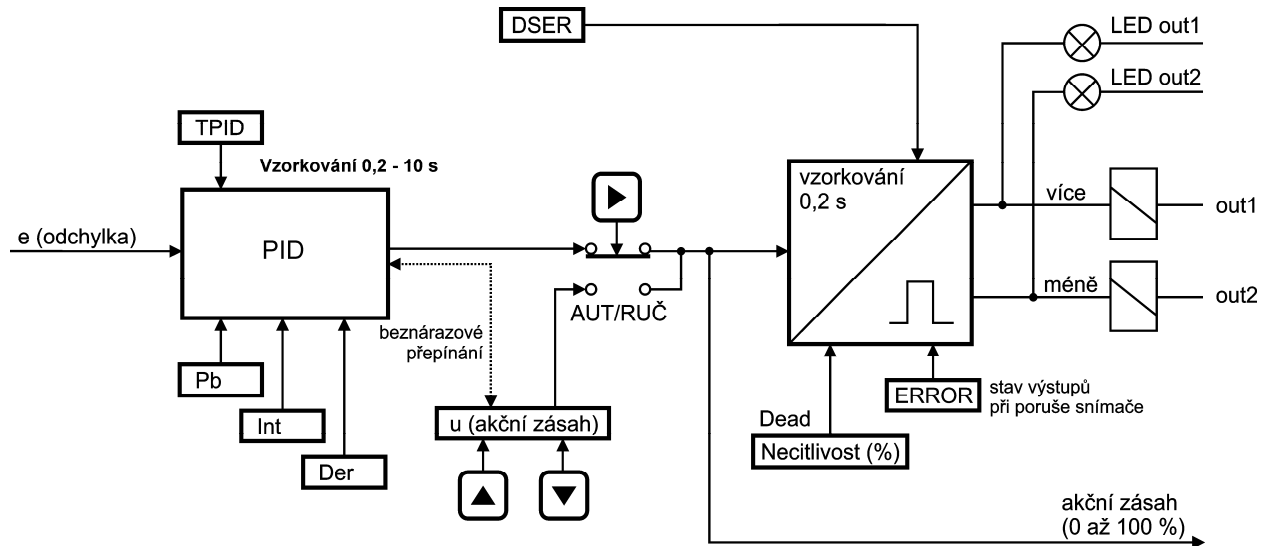 DSER
LED out1
LED out2
TPID
Vzorkování 0,2 - 10 s
vzorkování
0,2 s
více
out1
e (odchylka)
PID
méně
out2
AUT/RUČ
beznárazové
přepínání
Pb
Int
Der
u (akční zásah)
ERROR
stav výstupů
při poruše snímače
Dead
Necitlivost (%)
akční zásah
(0 až 100 %)